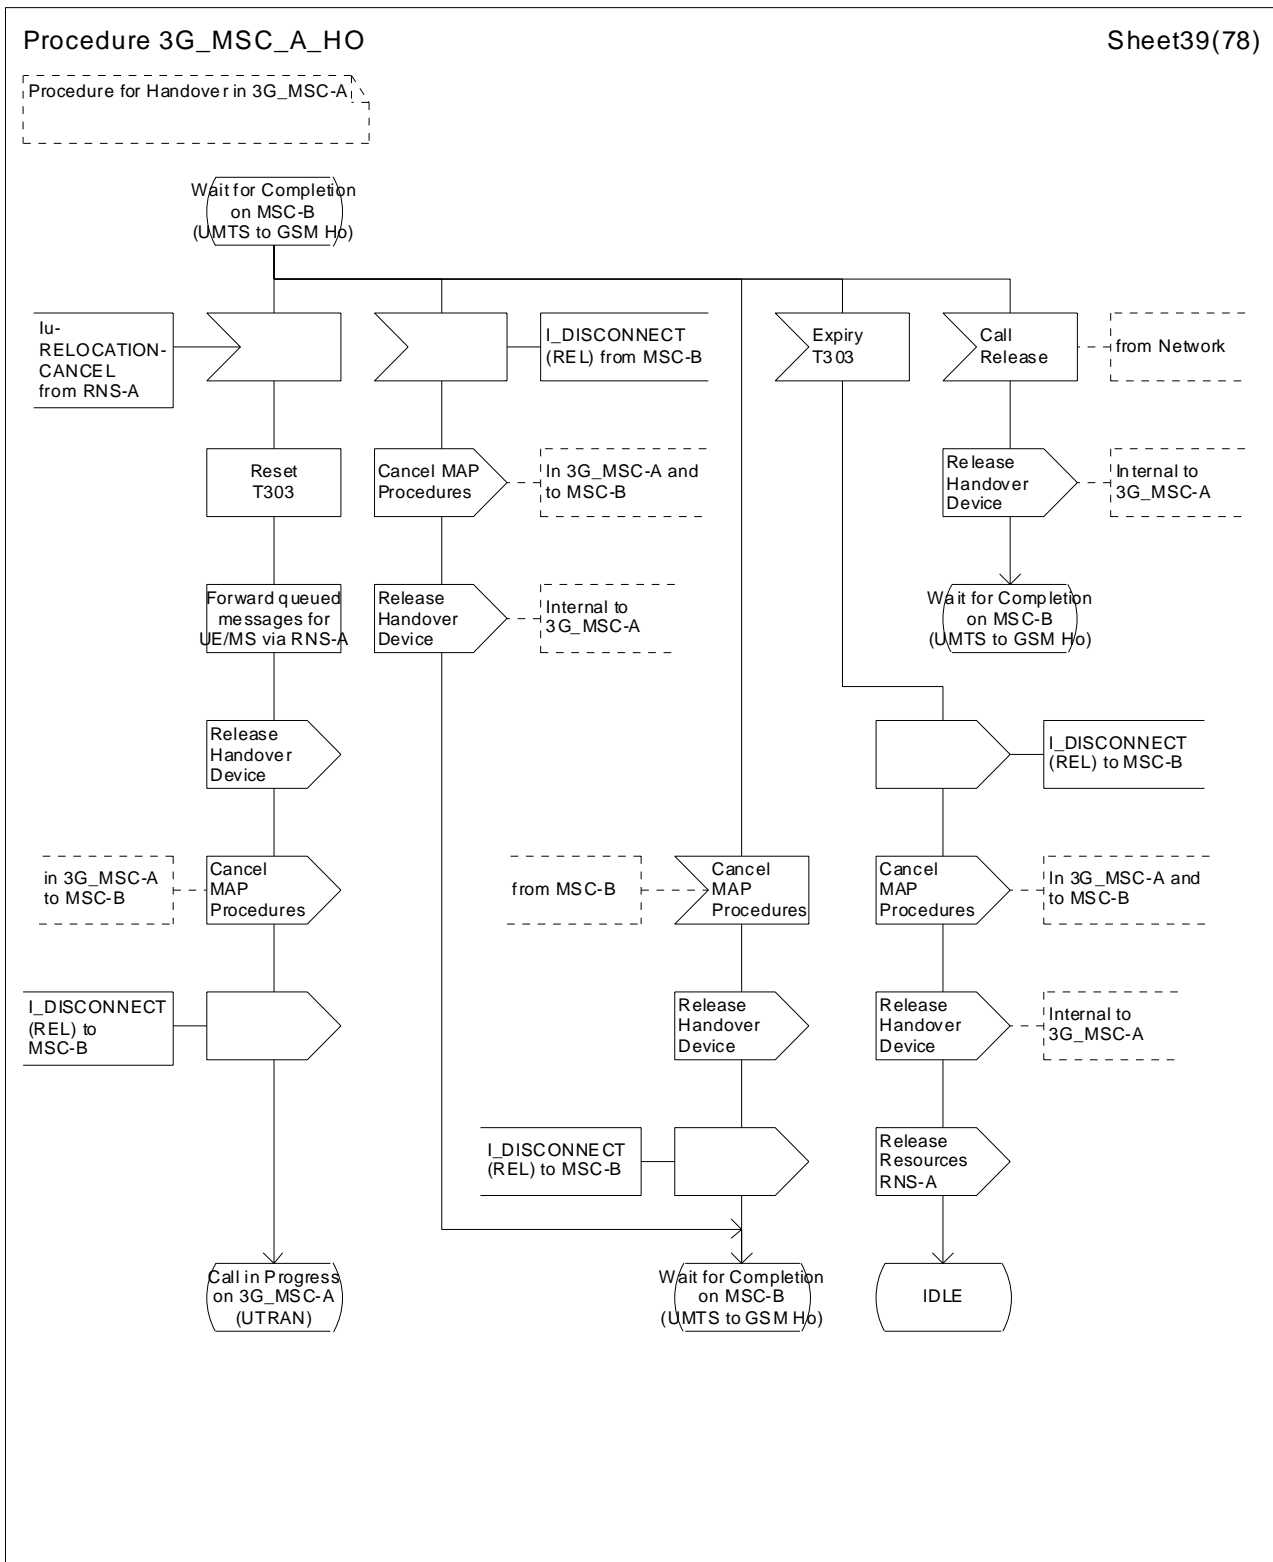 Procedure 3G_MSC_A_HO
Sheet39(78)
Procedure for Handover in 3G_MSC-A
Wait for Completion
on MSC-B
(UMTS to GSM Ho)
Iu-
RELOCATION-
CANCEL
from RNS-A
I_DISCONNECT
(REL) from MSC-B
Expiry
T303
Call
Release
from Network
Reset
T303
Cancel MAP
Procedures
In 3G_MSC-A and
to MSC-B
Release
Handover
Device
Internal to
3G_MSC-A
Forward queued
messages for
UE/MS via RNS-A
Release
Handover
Device
Internal to
3G_MSC-A
Wait for Completion
on MSC-B
(UMTS to GSM Ho)
Release
Handover
Device
I_DISCONNECT
(REL) to MSC-B
in 3G_MSC-A
to MSC-B
Cancel
MAP
Procedures
from MSC-B
Cancel
MAP
Procedures
Cancel
MAP
Procedures
In 3G_MSC-A and
to MSC-B
I_DISCONNECT
(REL) to
MSC-B
Release
Handover
Device
Release
Handover
Device
Internal to
3G_MSC-A
I_DISCONNECT
(REL) to MSC-B
Release
Resources
RNS-A
Call in Progress
on 3G_MSC-A
(UTRAN)
Wait for Completion
on MSC-B
(UMTS to GSM Ho)
IDLE